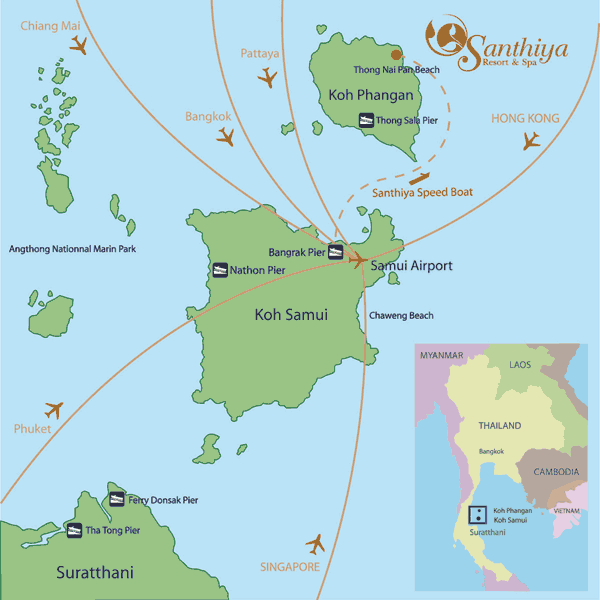 Chiang Mai
Pattaya
Santhiya
Resort & Spa
Thong Nai Pan Beach
Koh Phangan
Bangkok
Thong Sala Pier
HONG KONG
Santhiya Speed Boat
Angthong Nationnal Marin Park
Bangrak Pier
Nathon Pier
Samui Airport
Koh Samui
Chaweng Beach
Phuket
MYANMAR
LAOS
THAILAND
Bangkok
CAMBODIA
VIETNAM
Koh Phangan
Koh Samui
Suratthani
Ferry Donsak Pier
Tha Tong Pier
Suratthani
SINGAPORE